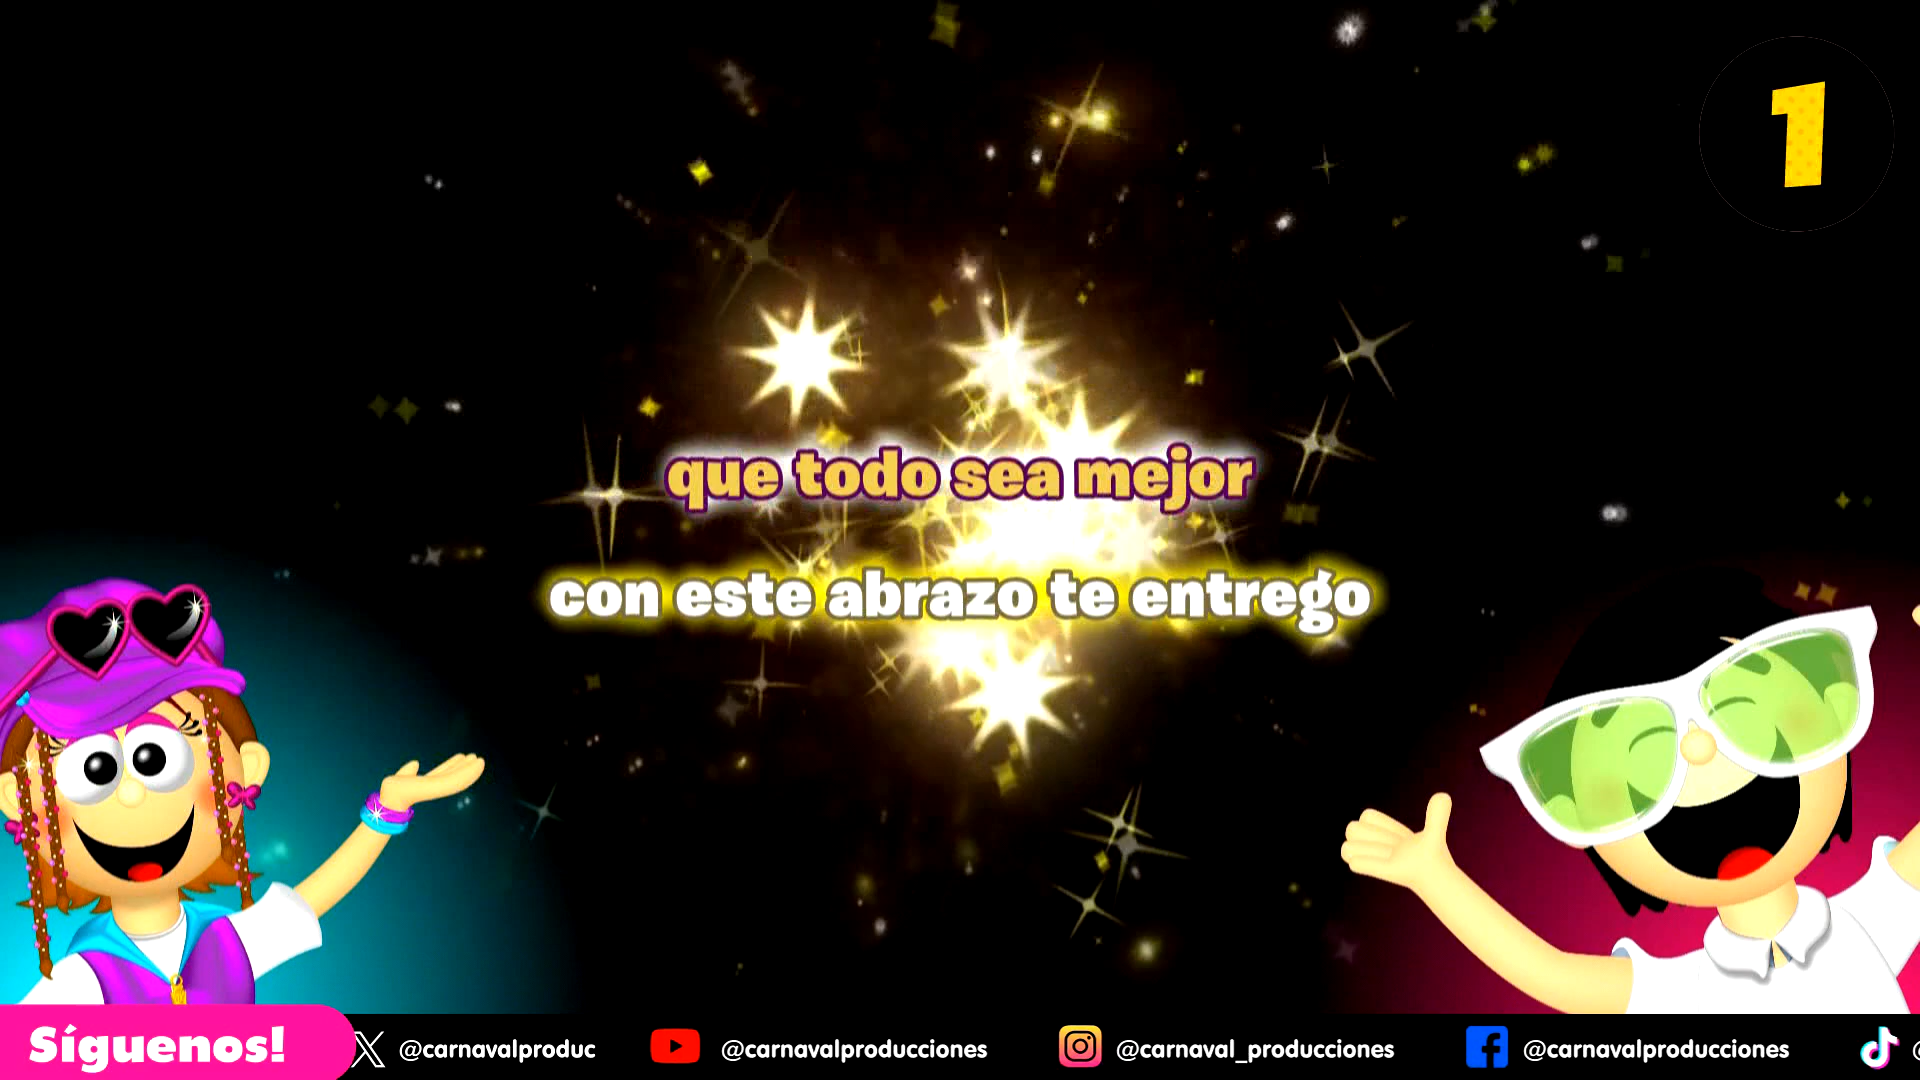 1
que todo sea mejor
con este abrazo te entrego
Síguenos! @carnavalproduc @carnavalproducciones @carnaval_producciones @carnavalproducciones @